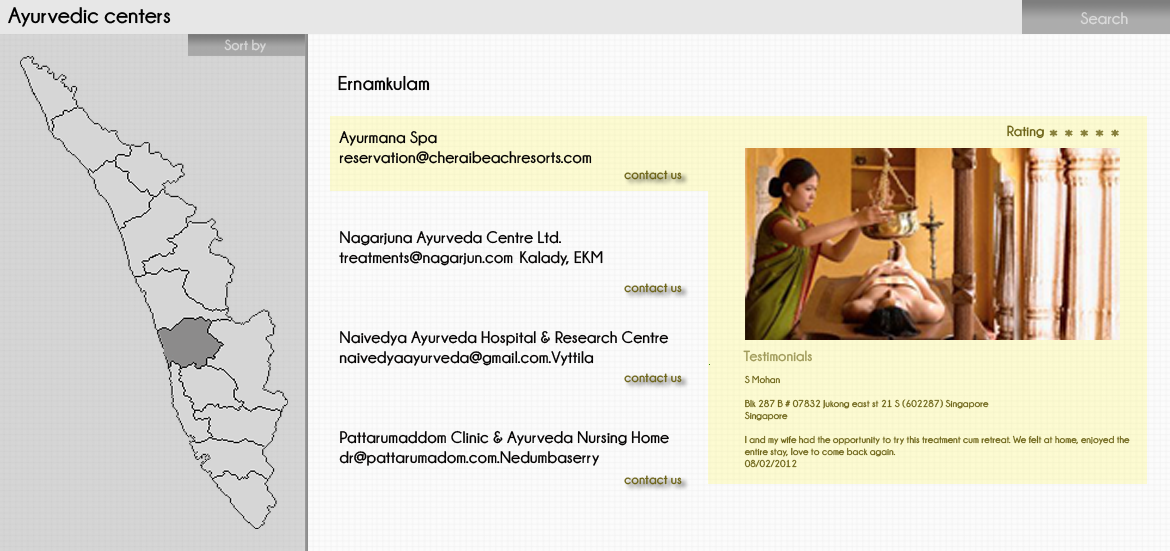 Ayurvedic centers
Search
Sort by
Ernamkulam
Ayurmana Spa
reservation@cheraibeachresorts.com
contact us
Nagarjuna Ayurveda Centre Ltd.
treatments@nagarjun.com Kalady, EKM
contact us
Naivedya Ayurveda Hospital & Research Centre
naivedyaayurveda@gmail.com.Vyttila
contact us
Pattarumaddom Clinic & Ayurveda Nursing Home
dr@pattarumadom.com.Nedumbaserry
contact us
Rating * * * * *
Testimonials
S Mohan
Blk 287 B # 07832 Jukong east st 21 S (602287) Singapore
Singapore
I and my wife had the opportunity to try this treatment cum retreat. We felt at home, enjoyed the
entire stay, love to come back again.
08/02/2012